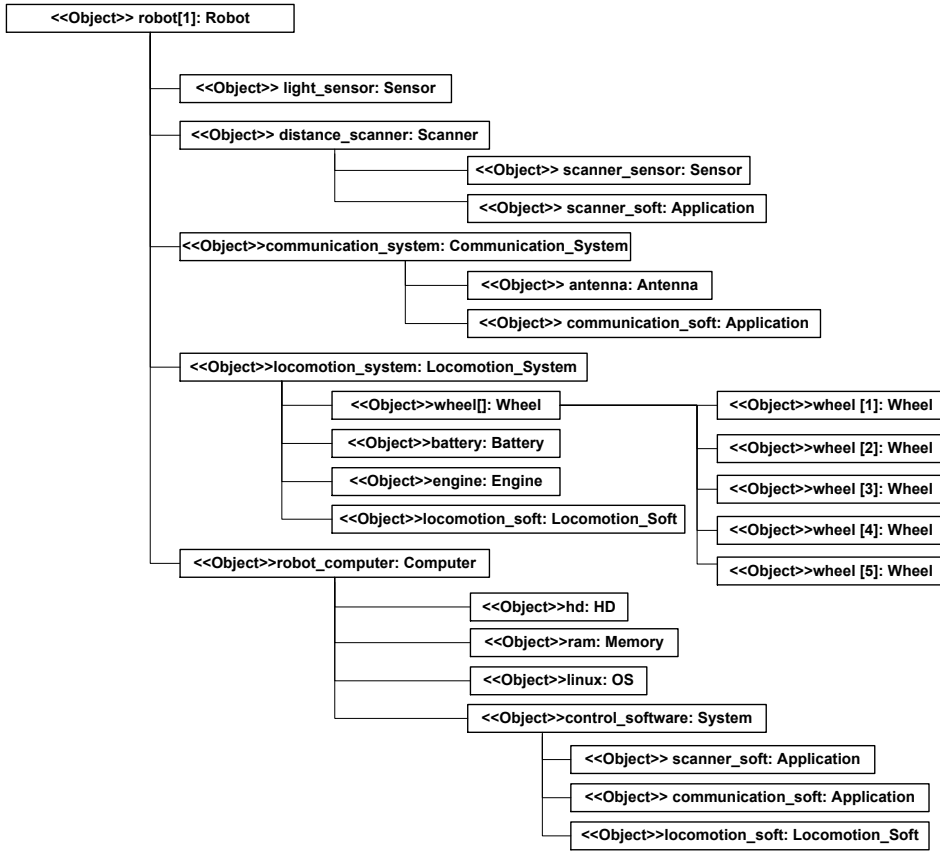 <<Object>> robot[1]: Robot
<<Object>> light_sensor: Sensor
<<Object>> distance_scanner: Scanner
<<Object>> scanner_sensor: Sensor
<<Object>> scanner_soft: Application
<<Object>>communication_system: Communication_System
<<Object>> antenna: Antenna
<<Object>> communication_soft: Application
<<Object>>locomotion_system: Locomotion_System
<<Object>>wheel[]: Wheel
<<Object>>wheel [1]: Wheel
<<Object>>battery: Battery
<<Object>>wheel [2]: Wheel
<<Object>>engine: Engine
<<Object>>wheel [3]: Wheel
<<Object>>locomotion_soft: Locomotion_Soft
<<Object>>wheel [4]: Wheel
<<Object>>robot_computer: Computer
<<Object>>wheel [5]: Wheel
<<Object>>hd: HD
<<Object>>ram: Memory
<<Object>>linux: OS
<<Object>>control_software: System
<<Object>> scanner_soft: Application
<<Object>> communication_soft: Application
<<Object>>locomotion_soft: Locomotion_Soft